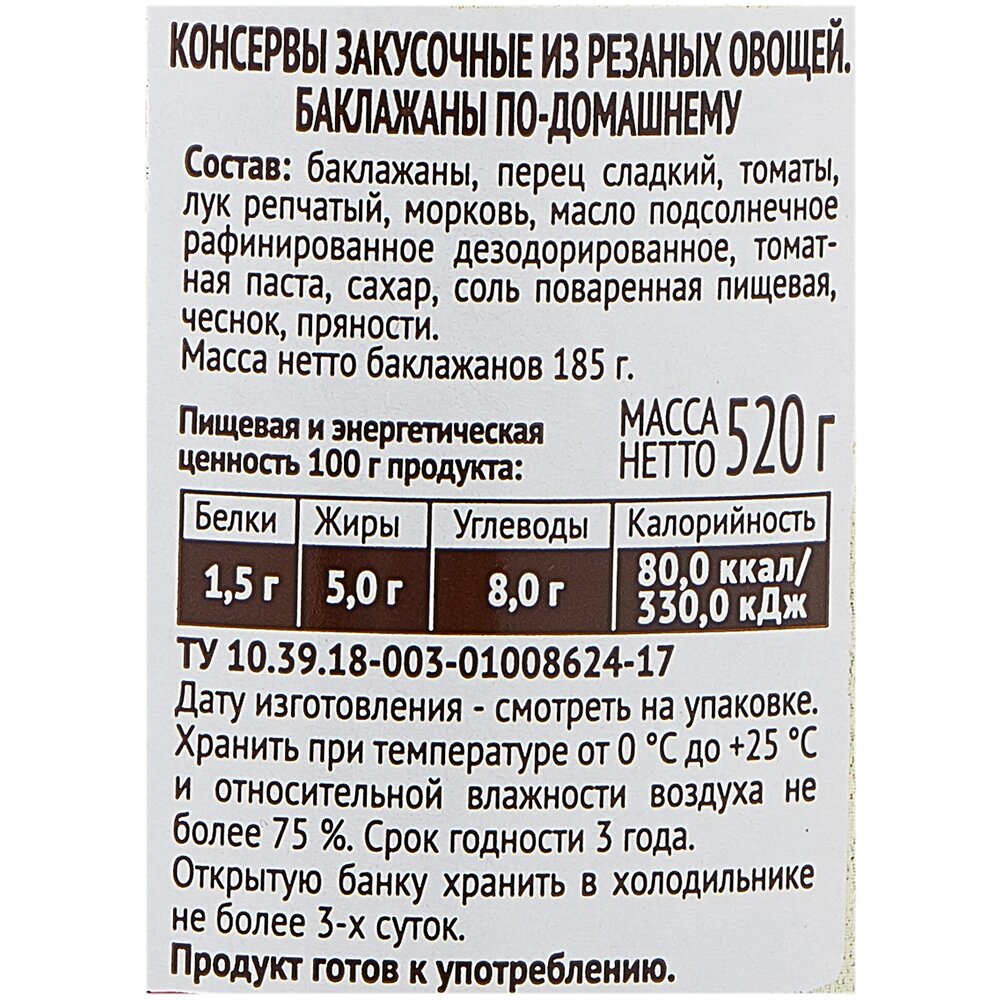 КОНСЕРВЫ ЗАКУСОЧНЫЕ ИЗ РЕЗАНЫХ ОВОЩЕЙ.
БАКЛАЖАНЫ ПО-ДОМАШНЕМУ
Состав: баклажаны, перец сладкий, томаты,
лук репчатый, морковь, масло подсолнечное
рафинированное дезодорированное, томат-
ная паста, сахар, соль поваренная пищевая,
чеснок, пряности.
Масса нетто баклажанов 185 г.
Пищевая и энергетическая
ценность 100 г продукта:
МАССА
НЕТТО 520 г
Белки Жиры Углеводы Калорийность
1,5 г 5,0 г 8,0 г 80,0 ккал/
330,0 кДж
ТУ 10.39.18-003-01008624-17
Дату изготовления - смотреть на упаковке.
Хранить при температуре от 0 °С до +25 °С
и относительной влажности воздуха не
более 75 %. Срок годности 3 года.
Открытую банку хранить в холодильнике
не более 3-х суток.
Продукт готов к употреблению.